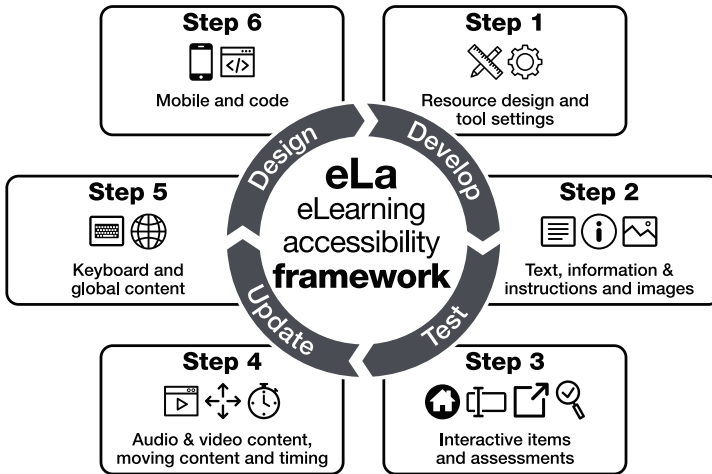 Step 6
Mobile and code
Step 1
Resource design and
tool settings
Design
Develop
eLa
eLearning
accessibility
framework
Step 5
Keyboard and
global content
Step 2
Text, information &
instructions and images
Update
Test
Step 4
Audio & video content,
moving content and timing
Step 3
Interactive items
and assessments